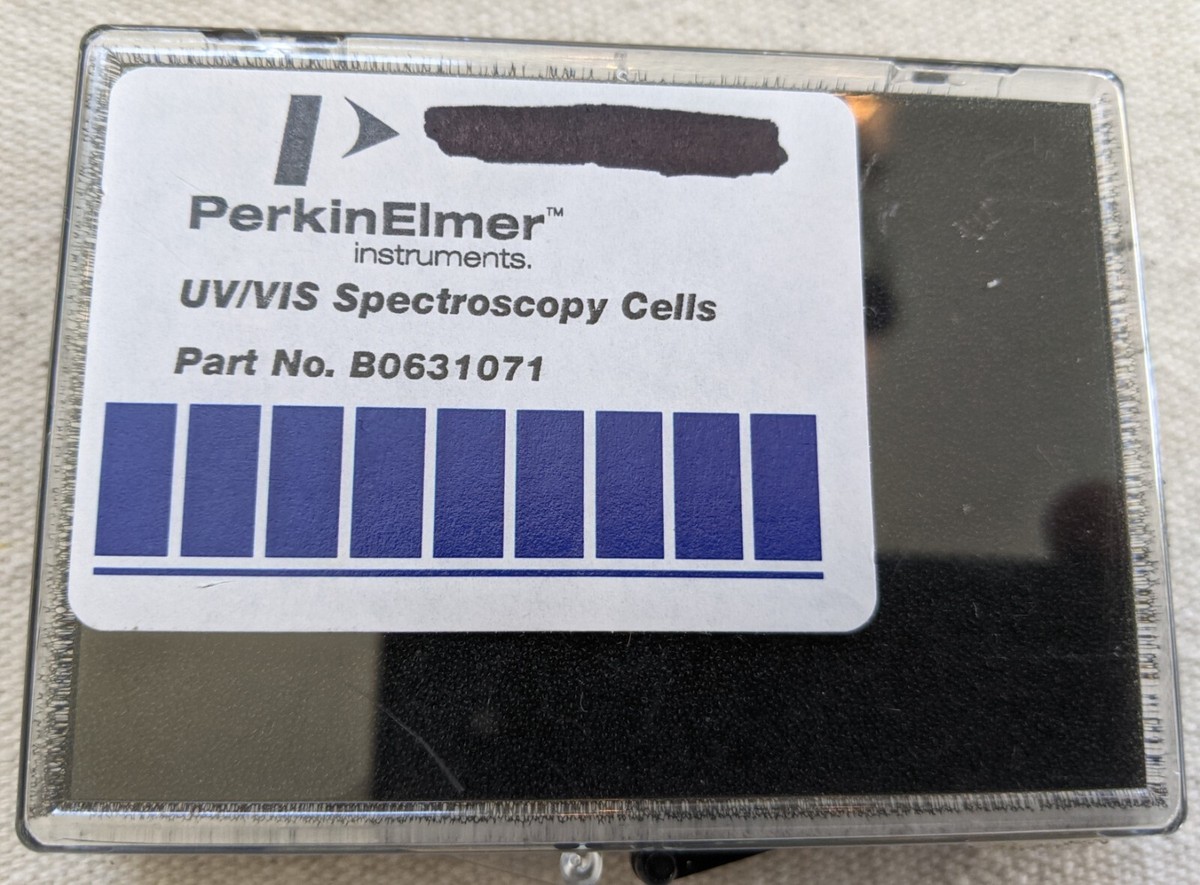 PerkinElmer™
instruments.
UV/VIS Spectroscopy Cells
Part No. B0631071